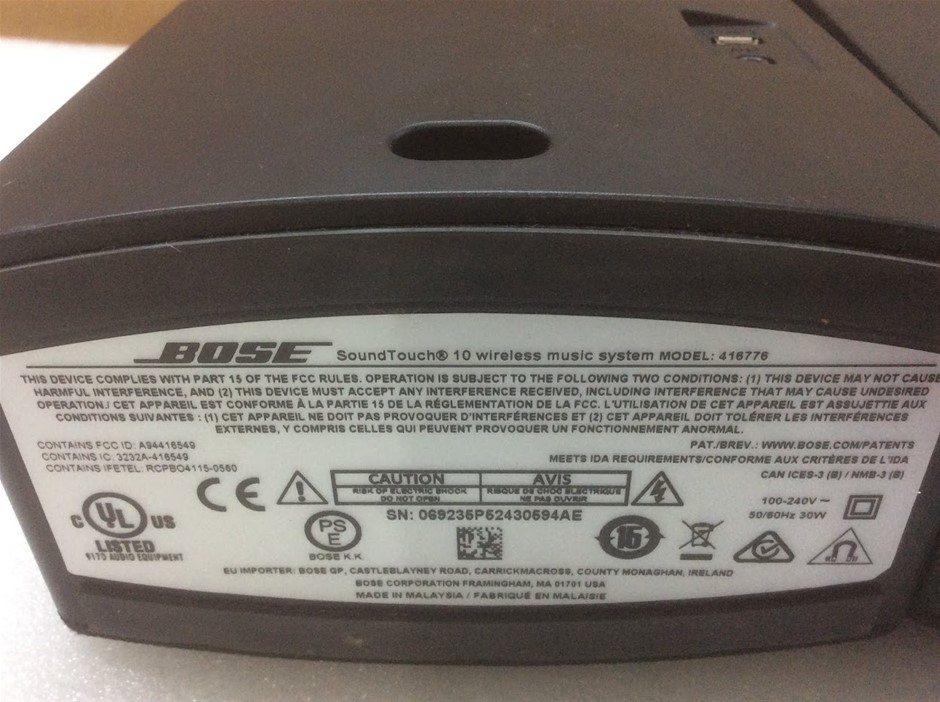 BOSE SoundTouch® 10 wireless music system MODEL: 416776
THIS DEVICE COMPLIES WITH PART 15 OF THE FCC RULES. OPERATION IS SUBJECT TO THE FOLLOWING TWO CONDITIONS: (1) THIS DEVICE MAY NOT CAUSE
HARMFUL INTERFERENCE, AND (2) THIS DEVICE MUST ACCEPT ANY INTERFERENCE RECEIVED, INCLUDING INTERFERENCE THAT MAY CAUSE UNDESIRED
OPERATION./ CET APPAREIL EST CONFORME À LA PARTIE 15 DE LA RÉGLEMENTATION DE LA FCC. L'UTILISATION DE CET APPAREIL EST ASSUJETTIE AUX
CONDITIONS SUIVANTES : (1) CET APPAREIL NE DOIT PAS PROVOQUER D'INTERFÉRENCES ET (2) CET APPAREIL DOIT TOLÉRER LES INTERFÉRENCES
EXTERNES, Y COMPRIS CELLES QUI PEUVENT PROVOQUER UN FONCTIONNEMENT ANORMAL.
CONTAINS FCC ID: A94416549
CONTAINS IC: 3232A-416549
CONTAINS IFETEL: RCPBO4115-0560
PAT./BREV.: WWW.BOSE.COM/PATENTS
MEETS IDA REQUIREMENTS/CONFORME AUX CRITÈRES DE L'IDA
CAN ICES-3 (B) / NMB-3 (B)
CE
CAUTION
RISK OF ELECTRIC SHOCK
DO NOT OPEN
AVIS
RISQUE DE CHOC ELECTRIQUE
NE PAS OUVRIR
100-240V ~
50/60Hz 30W
C UL US
LISTED
9170 AUDIO EQUIPMENT
PS
E
BOSE K.K.
SN: 069236P52430594AE
15
EU IMPORTER: BOSE GP, CASTLEBLAYNEY ROAD, CARRICKMACROSS, COUNTY MONAGHAN, IRELAND
BOSE CORPORATION FRAMINGHAM, MA 01701 USA
MADE IN MALAYSIA / FABRIQUÉ EN MALAISIE